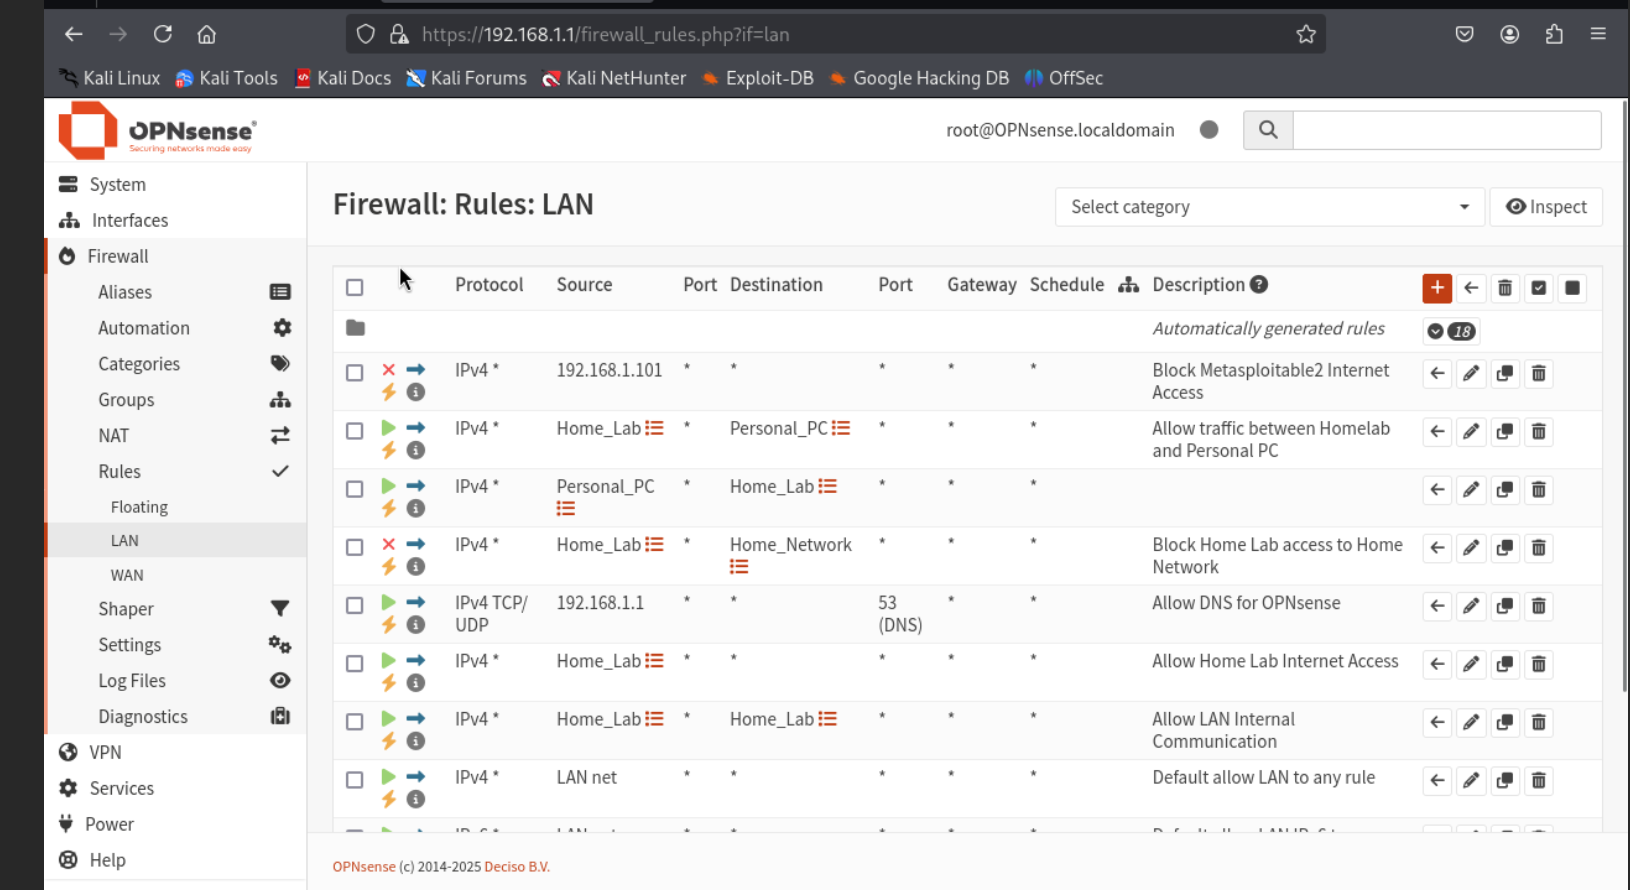 https://192.168.1.1/firewall_rules.php?if=lan
Kali Linux Kali Tools Kali Docs Kali Forums Kali NetHunter Exploit-DB Google Hacking DB OffSec
OPNsense®
Securing networks made easy
root@OPNsense.localdomain
System
Interfaces
Firewall
Aliases
Automation
Categories
Groups
NAT
Rules
Floating
LAN
WAN
Shaper
Settings
Log Files
Diagnostics
VPN
Services
Power
Help
Firewall: Rules: LAN
Select category
Inspect
Protocol Source Port Destination Port Gateway Schedule Description
Automatically generated rules 18
IPv4 * 192.168.1.101 * * * * * Block Metasploitable2 Internet
Access
IPv4 * Home_Lab * Personal_PC * * * Allow traffic between Homelab
and Personal PC
IPv4 * Personal_PC * Home_Lab * * *
IPv4 * Home_Lab * Home_Network * * * Block Home Lab access to Home
Network
IPv4 TCP/ 192.168.1.1 * * 53 * * Allow DNS for OPNsense
UDP (DNS)
IPv4 * Home_Lab * * * * * Allow Home Lab Internet Access
IPv4 * Home_Lab * Home_Lab * * * Allow LAN Internal
Communication
IPv4 * LAN net * * * * * Default allow LAN to any rule
OPNsense (c) 2014-2025 Deciso B.V.